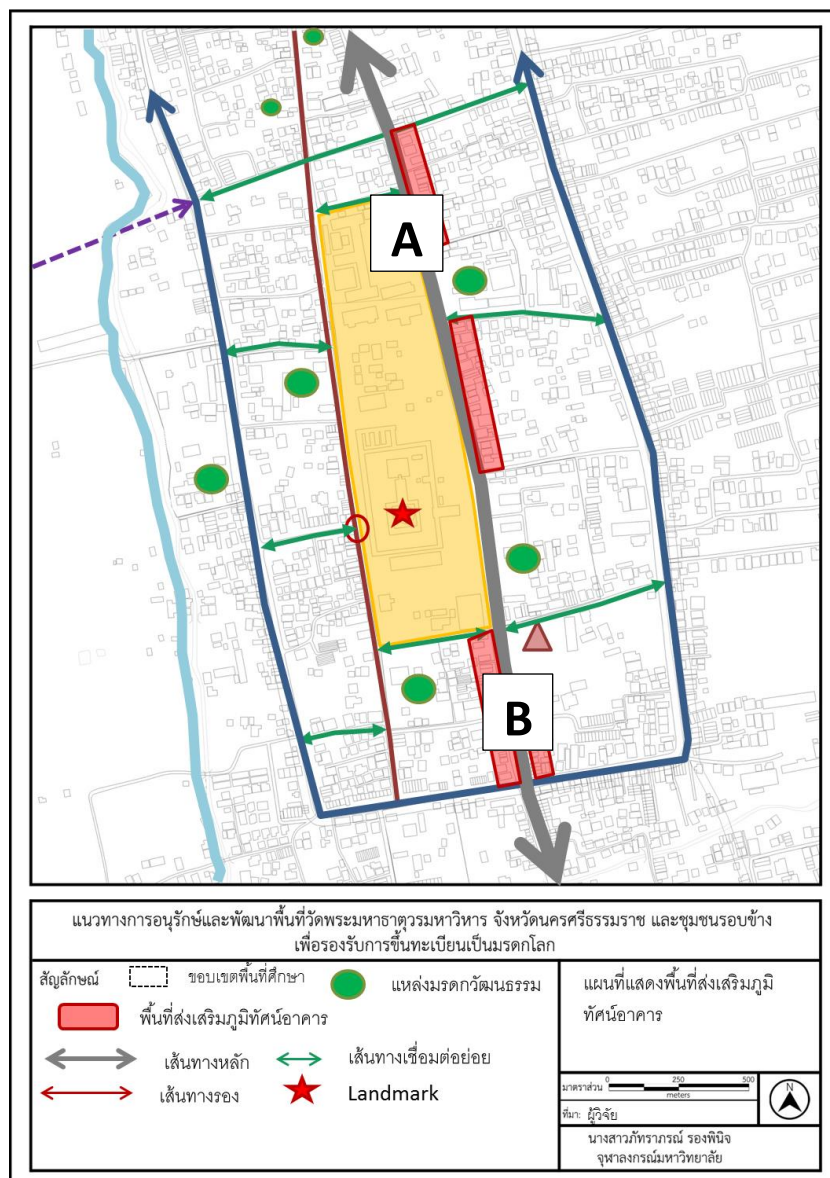 A
B
แนวทางการอนุรักษ์และพัฒนาพื้นที่วัดพระมหาธาตุวรมหาวิหาร จังหวัดนครศรีธรรมราช และชุมชนรอบข้าง
เพื่อรองรับการขึ้นทะเบียนเป็นมรดกโลก
สัญลักษณ์
ขอบเขตพื้นที่ศึกษา
แหล่งมรดกวัฒนธรรม
พื้นที่ส่งเสริมภูมิทัศน์อาคาร
เส้นทางหลัก
เส้นทางเชื่อมต่อย่อย
เส้นทางรอง
Landmark
แผนที่แสดงพื้นที่ส่งเสริมภูมิ
ทัศน์อาคาร
มาตราส่วน 0 250 500
meters
N
ที่มา: ผู้วิจัย
นางสาวภัทราภรณ์ รองพินิจ
จุฬาลงกรณ์มหาวิทยาลัย